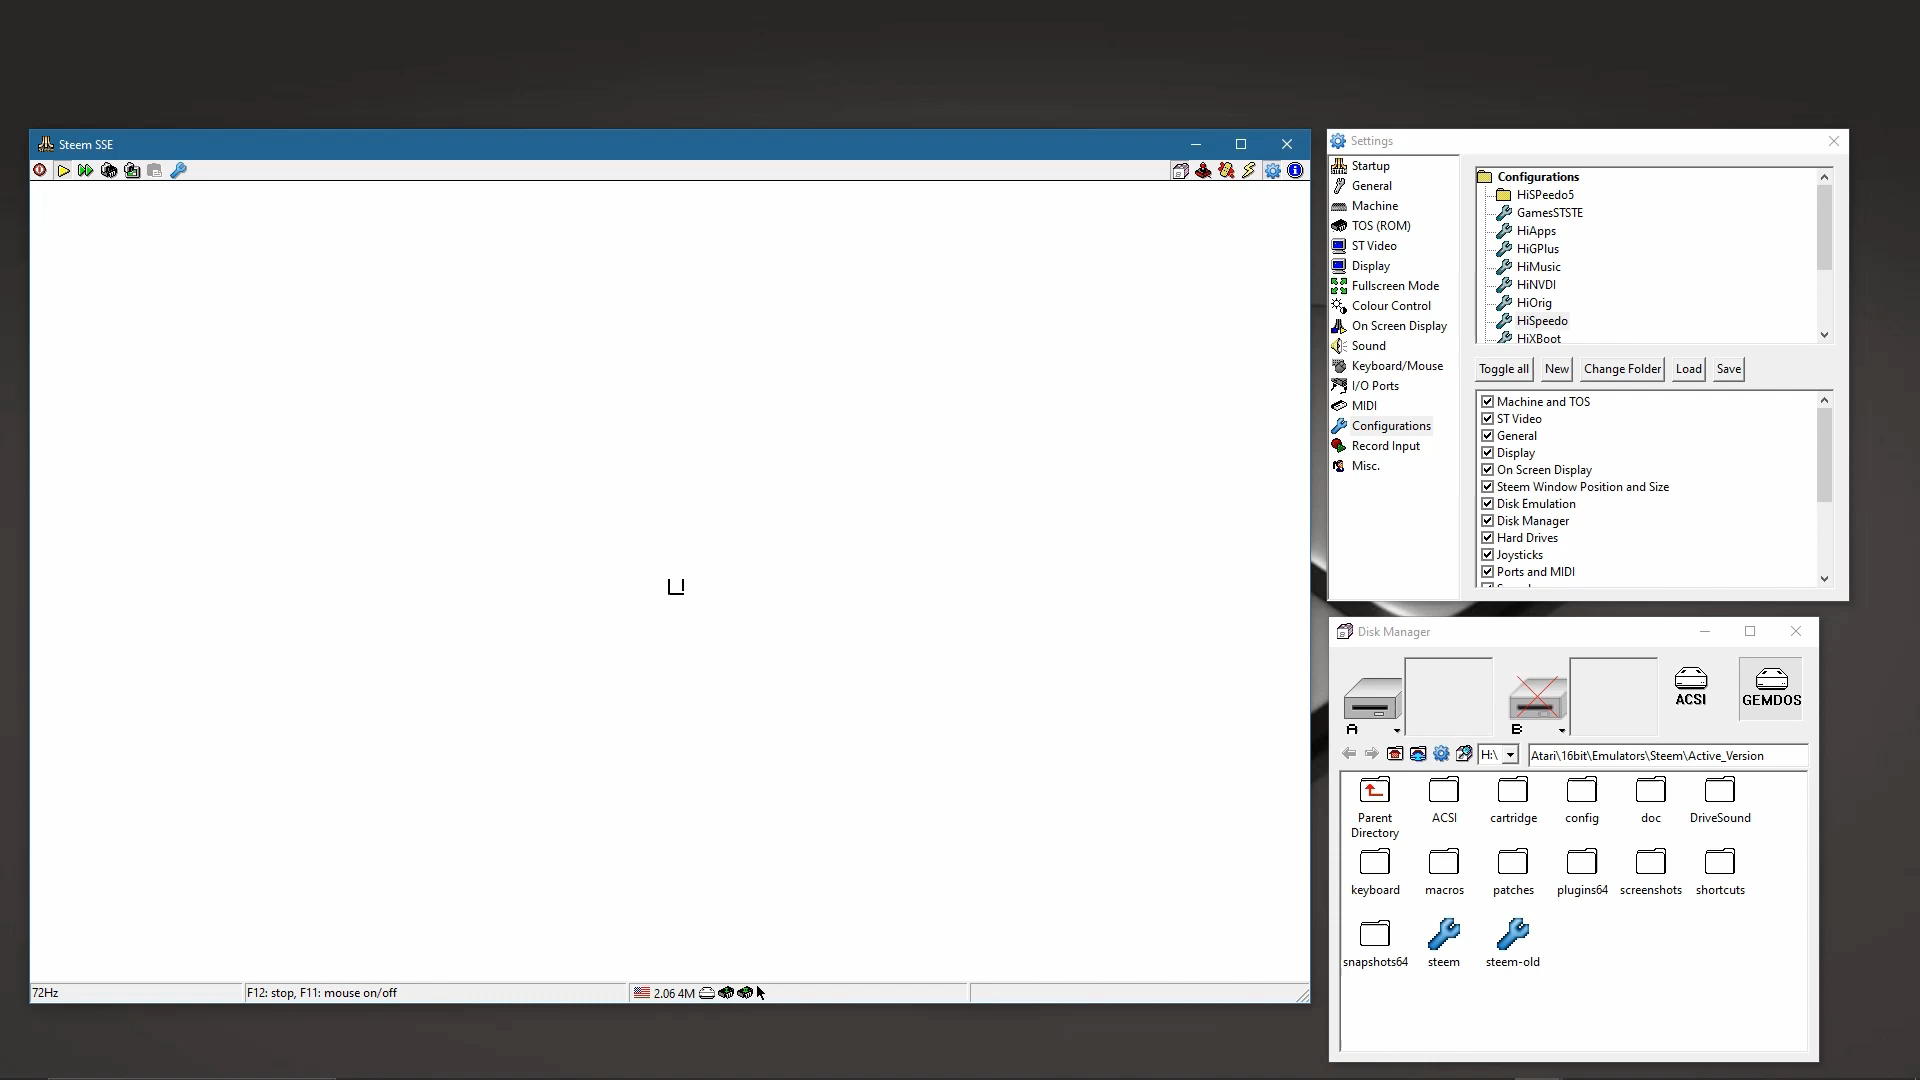 Steem SSE
72Hz
F12: stop, F11: mouse on/off
2.06 4M
Settings
Startup
General
Machine
TOS (ROM)
ST Video
Display
Fullscreen Mode
Colour Control
On Screen Display
Sound
Keyboard/Mouse
I/O Ports
MIDI
Configurations
Record Input
Misc.
Configurations
HiSPeedo5
GamesSTSTE
HiApps
HiGPlus
HiMusic
HiNVDI
HiOrig
HiSpeedo
HiXBoot
Toggle all New Change Folder Load Save
Machine and TOS
ST Video
General
Display
On Screen Display
Steem Window Position and Size
Disk Emulation
Disk Manager
Hard Drives
Joysticks
Ports and MIDI
Disk Manager
A B: ACSI GEMDOS
H:\ Atari\16bit\Emulators\Steem\Active_Version
Parent Directory ACSI cartridge config doc DriveSound
keyboard macros patches plugins64 screenshots shortcuts
snapshots64 steem steem-old